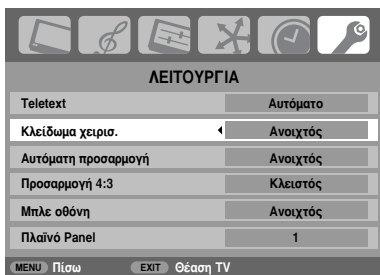 ΛΕΙΤΟΥΡΓΙΑ
Teletext Αυτόματο
Κλείδωμα χειρισ. Ανοιχτός
Αυτόματη προσαρμογή Ανοιχτός
Προσαρμογή 4:3 Κλειστός
Μπλε οθόνη Ανοιχτός
Πλαϊνό Panel 1
MENU Πίσω EXIT Θέαση TV